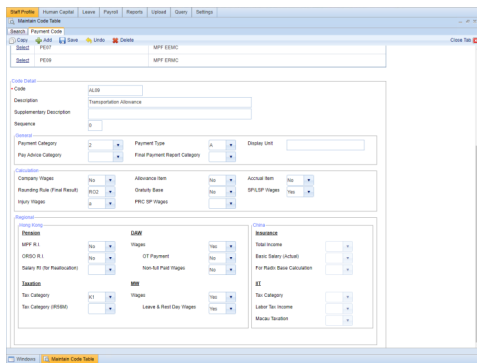 Staff Profile Human Capital Leave Payroll Reports Upload Query Settings
Maintain Code Table
Search Payment Code
Copy Add Save Undo Delete Close Tab
Select PE07 MPF EEMC
Select PE08 MPF ERMC
Code Detail
Code AL08
Description Transportation Allowance
Supplementary Description
Sequence 0
General
Payment Category 2 Payment Type A Display Unit
Pay Advice Category Final Payment Report Category
Calculation
Company Wages No Allowance Item No Accrual Item No
Rounding Rule (Final Result) RO2 Gratuity Base No SP/LSP Wages Yes
Injury Wages a PRC SP Wages
Regional
Hong Kong China
Pension DAW Insurance
MPF R.I. No Wages Yes Total Income
ORSO R.I. No OT Payment No Basic Salary (Actual)
Salary RI (for Reallocation) Non-full Paid Wages No For Radix Base Calculation
Taxation MW IIT
Tax Category K1 Wages Yes Tax Category
Tax Category (IR56M) Leave & Rest Day Wages Yes Labor Tax Income
Macau Taxation
Windows Maintain Code Table